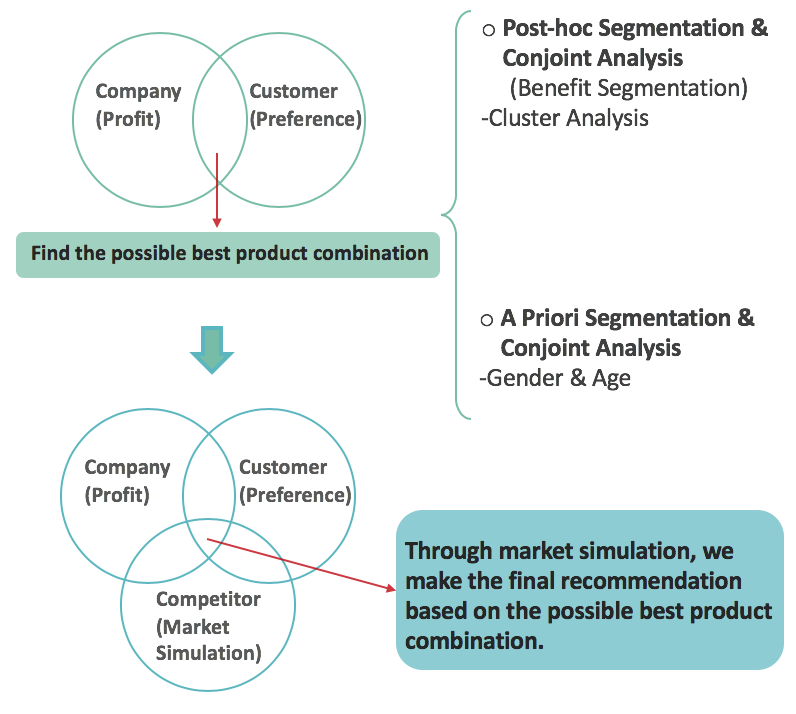 Company
(Profit)
Customer
(Preference)
Find the possible best product combination
○ Post-hoc Segmentation &
Conjoint Analysis
(Benefit Segmentation)
-Cluster Analysis
○ A Priori Segmentation &
Conjoint Analysis
-Gender & Age
Company
(Profit)
Customer
(Preference)
Competitor
(Market
Simulation)
Through market simulation, we
make the final recommendation
based on the possible best product
combination.